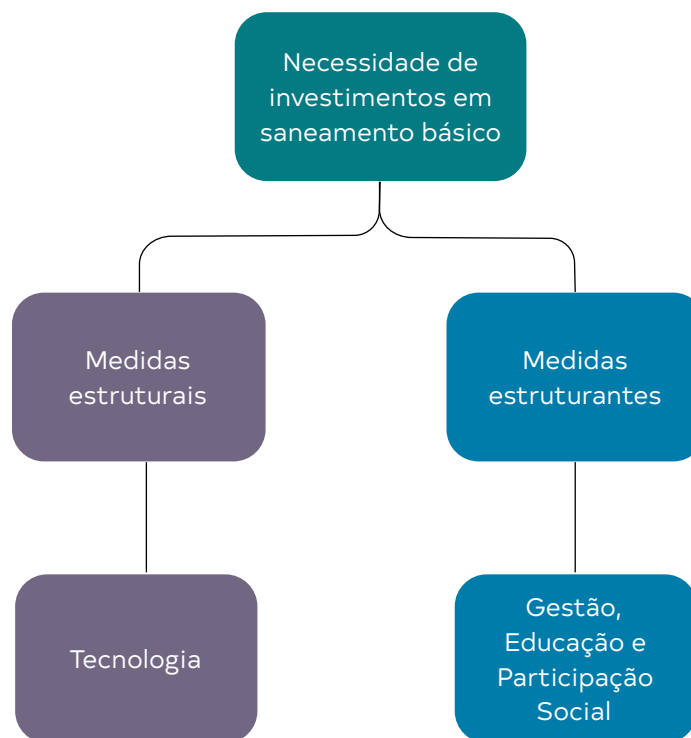 Necessidade de
investimentos em
saneamento básico
Medidas
estruturais
Medidas
estruturantes
Tecnologia
Gestão,
Educação e
Participação
Social